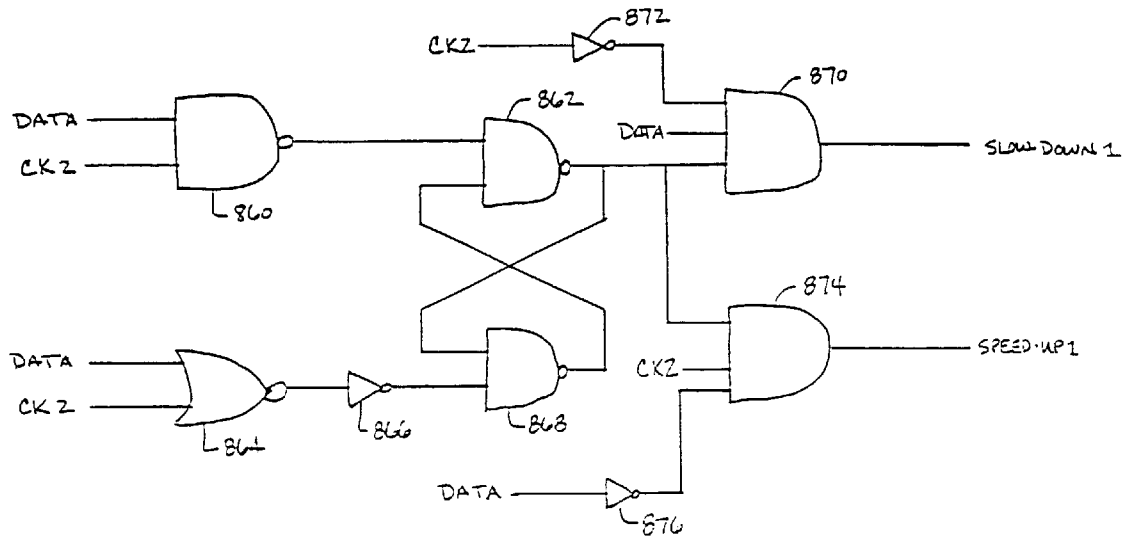 872
CK2
870
862
DATA
DATA
SLOW DOWN 1
CK2
860
874
DATA
SPEED-UP 1
CK2
CK2
866
868
864
DATA
876